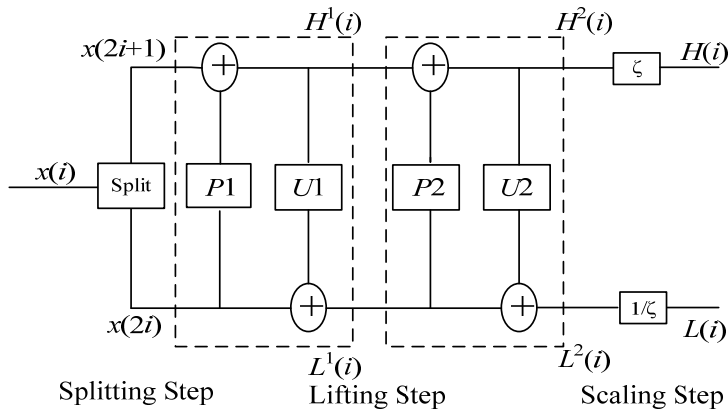 H¹(i) H²(i)
x(2i+1) + + ζ H(i)
x(i) Split P1 U1 P2 U2
x(2i) + + 1/ζ L(i)
L¹(i) L²(i)
Splitting Step Lifting Step Scaling Step